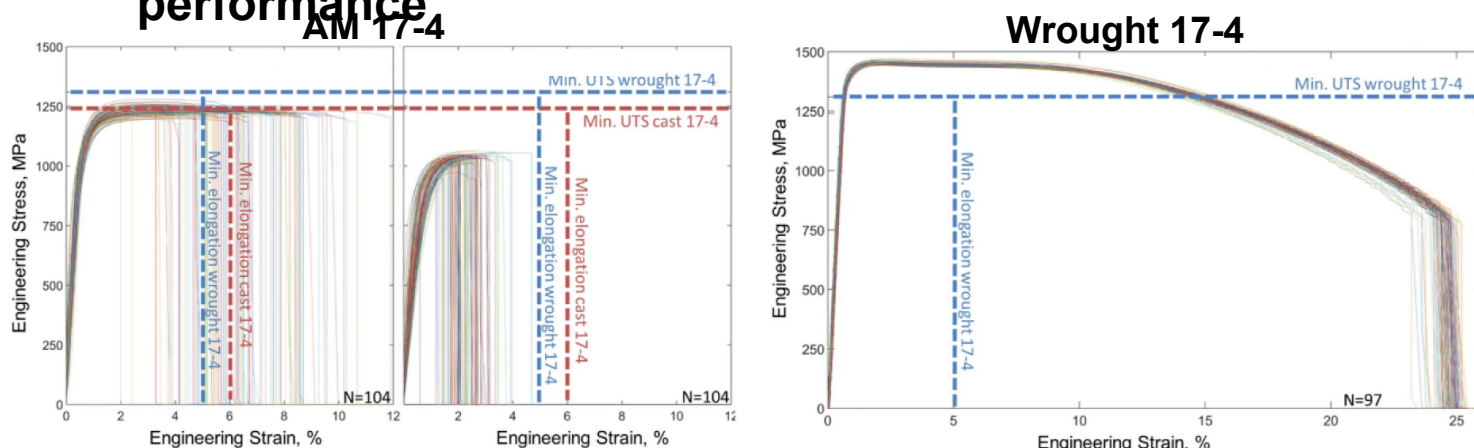 performance
AM 17-4
Wrought 17-4
Engineering Stress, MPa
1500
1250
1000
750
500
250
0
Min. elongation wrought 17-4
Min. elongation cast 17-4
N=104
0 2 4 6 8 10 12
Engineering Strain, %
Min. UTS wrought 17-4
Min. UTS cast 17-4
Min. elongation wrought 17-4
Min. elongation cast 17-4
N=104
2 4 6 8 10 12
Engineering Strain, %
Engineering Stress, MPa
1500
1250
1000
750
500
250
0
Min. UTS wrought 17-4
Min. elongation wrought 17-4
N=97
0 5 10 15 20 25
Engineering Strain, %